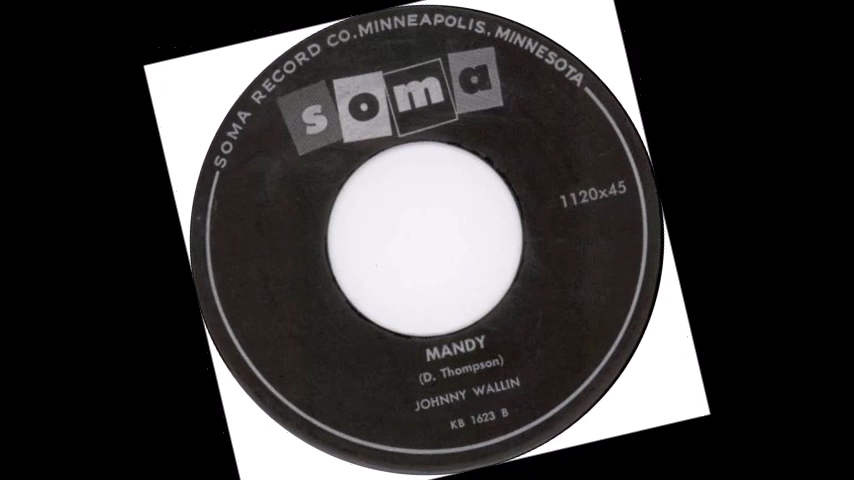 SOMA RECORD CO. MINNEAPOLIS, MINNESOTA
soma
1120x45
MANDY
(D. Thompson)
JOHNNY WALLIN
KB 1623 B